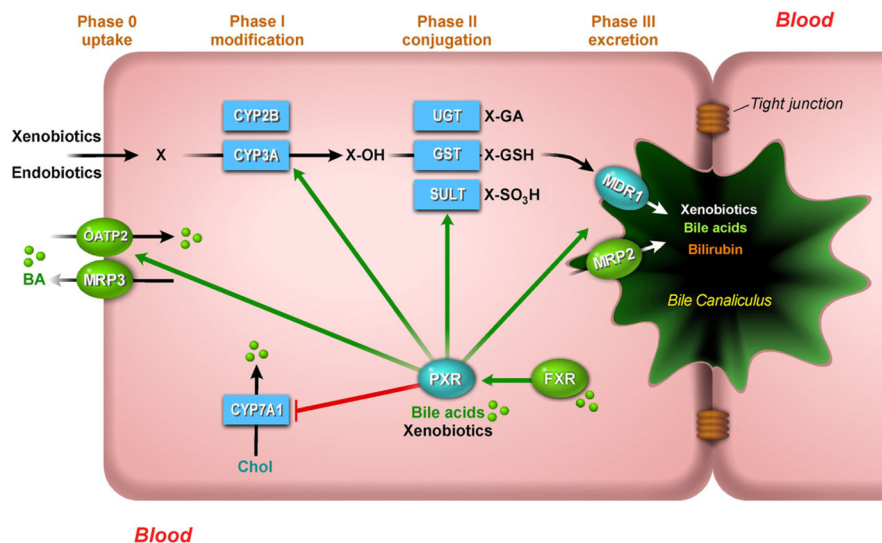 Phase 0
uptake
Phase I
modification
Phase II
conjugation
Phase III
excretion
Blood
Tight junction
CYP2B
UGT
X-GA
Xenobiotics
Endobiotics
X
CYP3A
X-OH
GST
X-GSH
SULT
X-SO₃H
MDR1
MRP2
Xenobiotics
Bile acids
Bilirubin
Bile Canaliculus
OATP2
BA
MRP3
PXR
FXR
Bile acids
Xenobiotics
CYP7A1
Chol
Blood